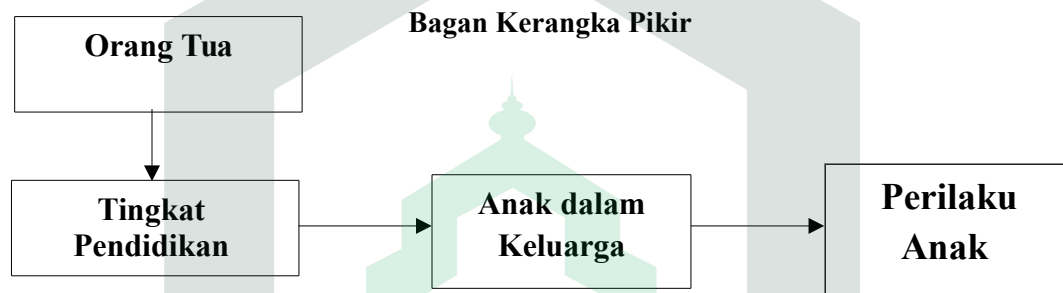 Bagan Kerangka Pikir
Orang Tua
Tingkat
Pendidikan
Anak dalam
Keluarga
Perilaku
Anak